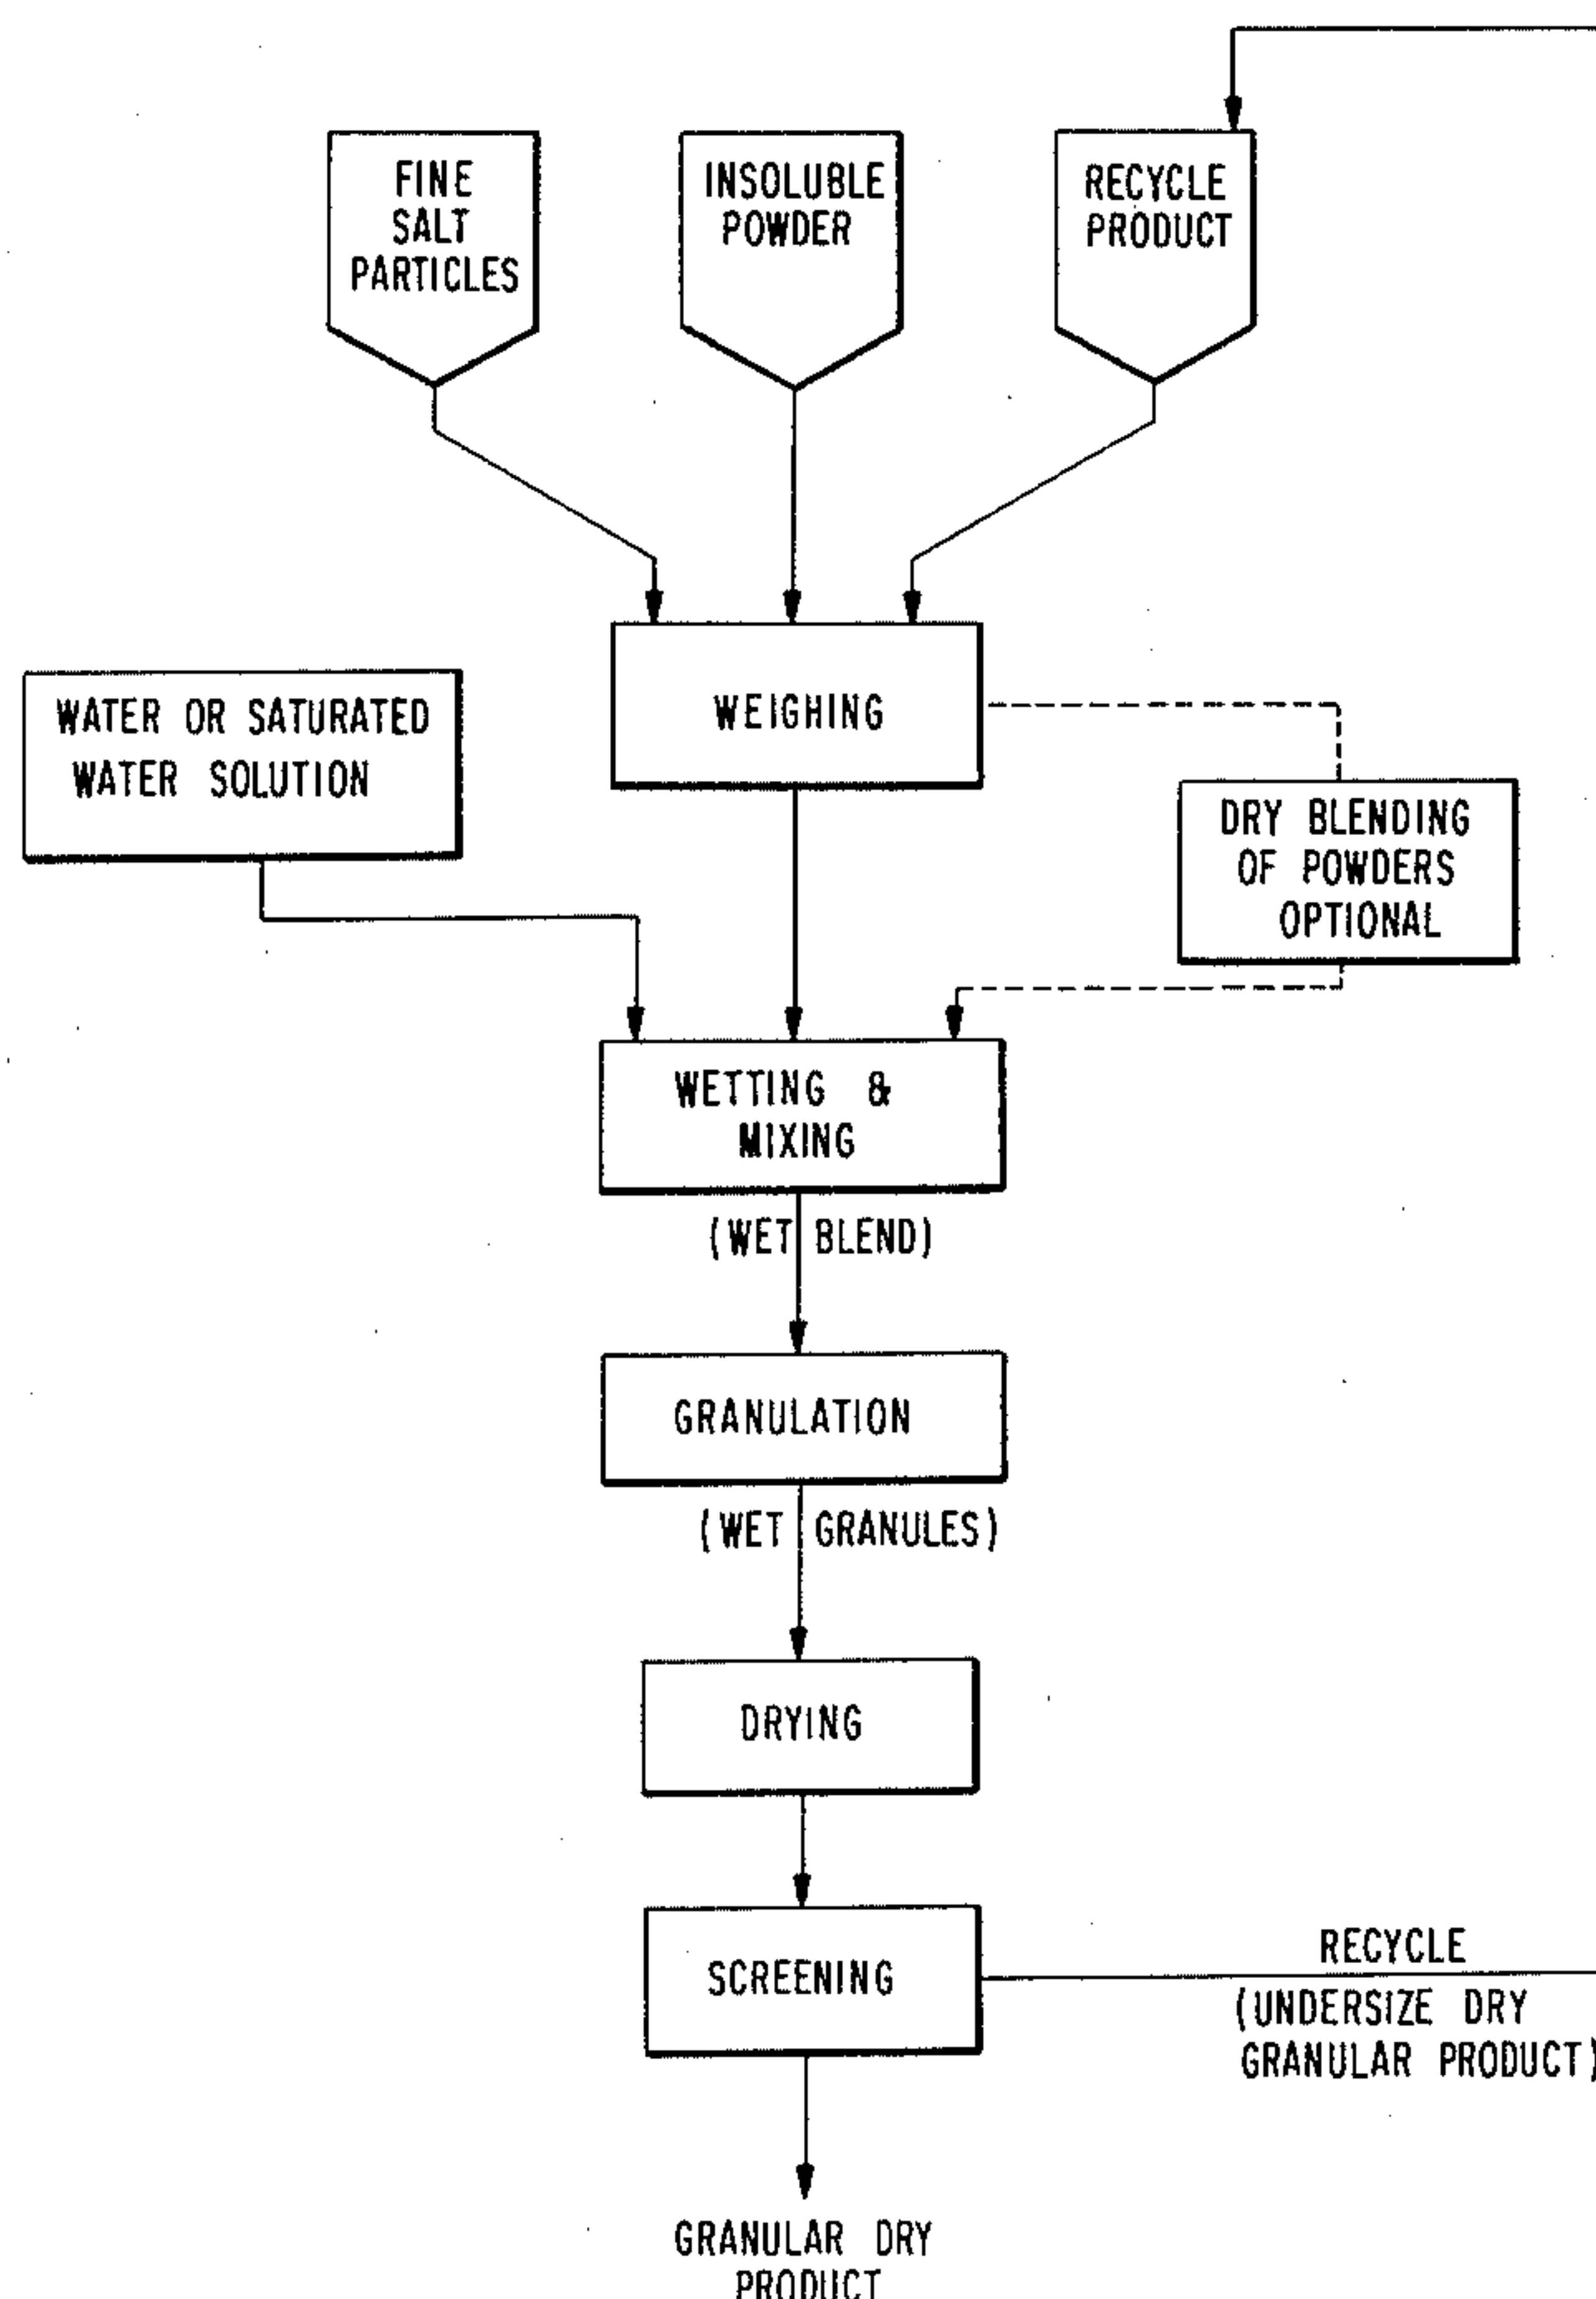 FINE
SALT
PARTICLES
INSOLUBLE
POWDER
RECYCLE
PRODUCT
WEIGHING
WATER OR SATURATED
WATER SOLUTION
DRY BLENDING
OF POWDERS
OPTIONAL
WETTING &
MIXING
(WET BLEND)
GRANULATION
(WET GRANULES)
DRYING
SCREENING
RECYCLE
(UNDERSIZE DRY
GRANULAR PRODUCT)
GRANULAR DRY
PRODUCT